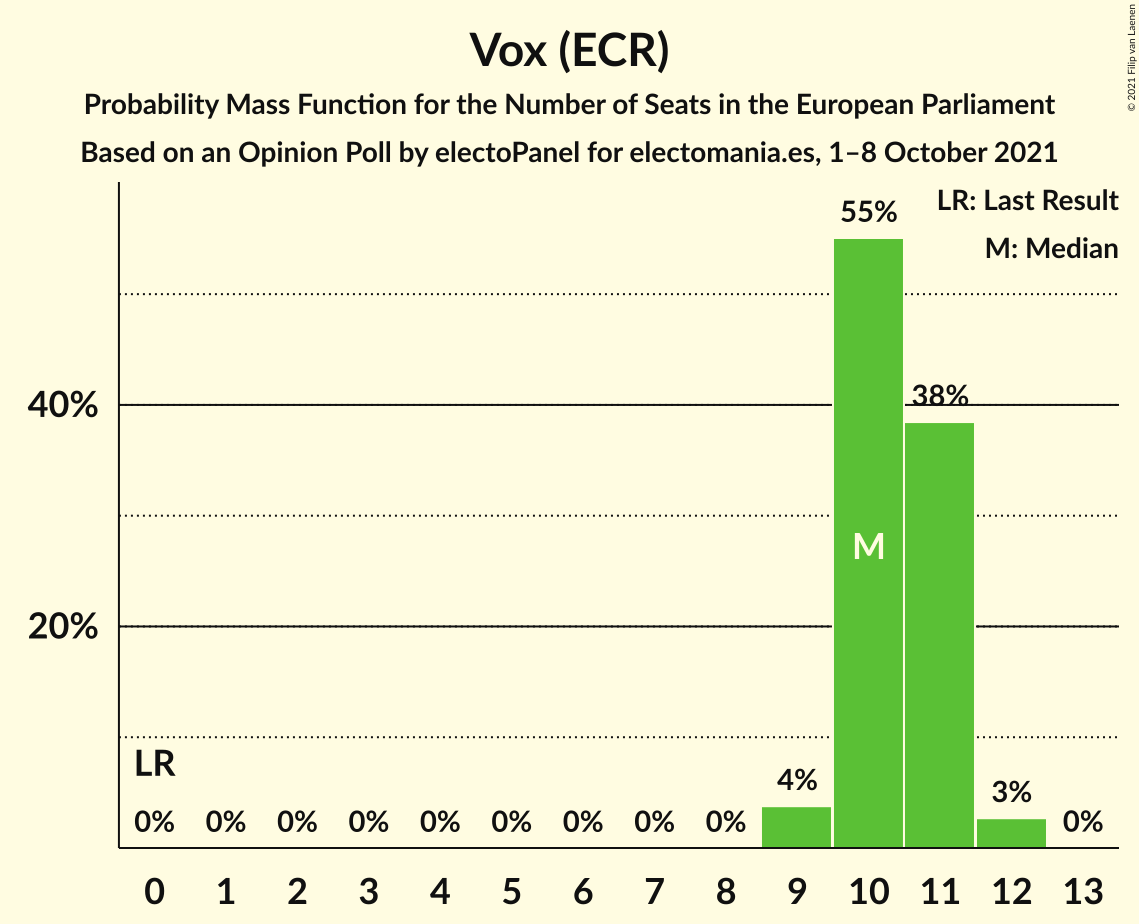 Vox (ECR)
Probability Mass Function for the Number of Seats in the European Parliament
Based on an Opinion Poll by electoPanel for electomania.es, 1–8 October 2021
© 2021 Filip van Laenen
LR: Last Result
M: Median
55%
40%
38%
M
20%
LR
4%
3%
0% 0% 0% 0% 0% 0% 0% 0% 0% 0%
0 1 2 3 4 5 6 7 8 9 10 11 12 13